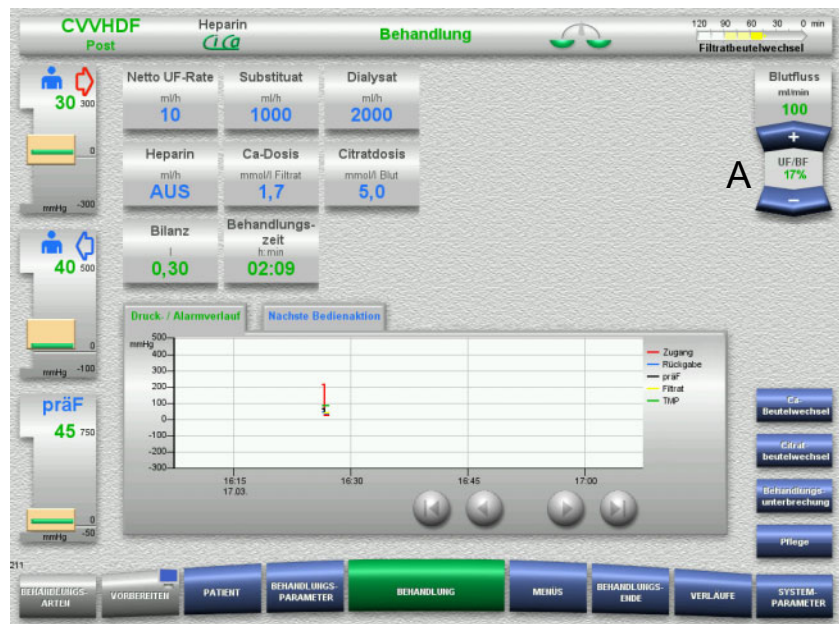 CVVHDF
Post
Heparin
CiCa
Behandlung
120 90 60 30 0 min
Filtratbeutelwechsel
30 300
0
mmHg -300
40 500
0
mmHg -100
präF
45 750
0
mmHg -50
Netto UF-Rate
ml/h
10
Substituat
ml/h
1000
Dialysat
ml/h
2000
Heparin
ml/h
AUS
Ca-Dosis
mmol/l Filtrat
1,7
Citratdosis
mmol/l Blut
5,0
Bilanz
l
0,30
Behandlungs-
zeit
h:min
02:09
Blutfluss
ml/min
100
+
A
UF/BF
17%
–
Druck- / Alarmverlauf
Nächste Bedienaktion
mmHg
500
400
300
200
100
0
-100
-200
-300
16:15 16:30 16:45 17:00
17.03.
Zugang
Rückgabe
präF
Filtrat
TMP
Ca-
Beutelwechsel
Citrat-
beutelwechsel
Behandlungs-
unterbrechung
Pflege
211
BEHANDLUNGS-
ARTEN
VORBEREITEN
PATIENT
BEHANDLUNGS-
PARAMETER
BEHANDLUNG
MENÜS
BEHANDLUNGS-
ENDE
VERLÄUFE
SYSTEM-
PARAMETER